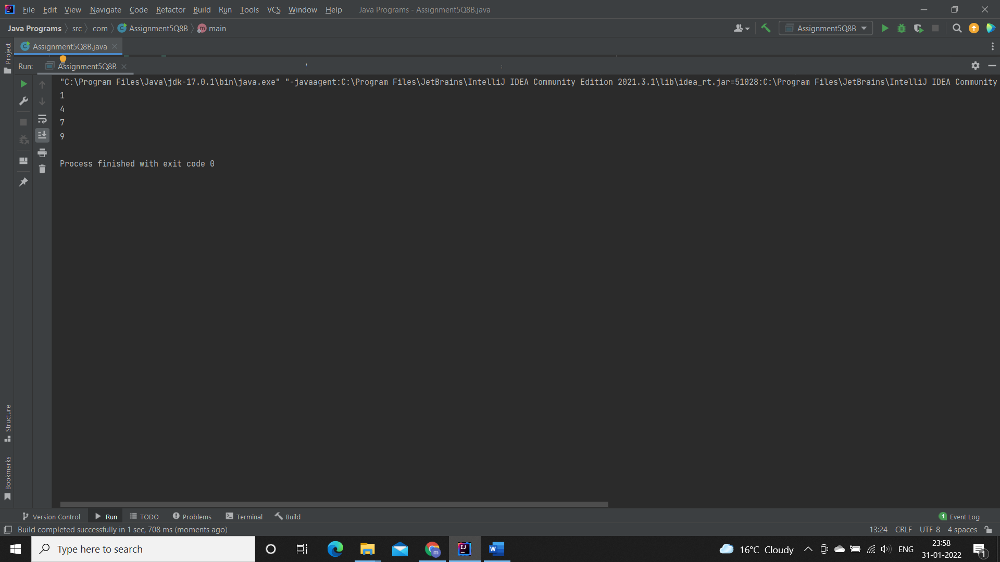 File Edit View Navigate Code Refactor Build Run Tools VCS Window Help Java Programs - Assignment5Q8B.java
Java Programs src com Assignment5Q8B main Assignment5Q8B
Project
Assignment5Q8B.java
Run: Assignment5Q8B
"C:\Program Files\Java\jdk-17.0.1\bin\java.exe" "-javaagent:C:\Program Files\JetBrains\IntelliJ IDEA Community Edition 2021.3.1\lib\idea_rt.jar=51028:C:\Program Files\JetBrains\IntelliJ IDEA Community
1
4
7
9
Process finished with exit code 0
Structure
Bookmarks
Version Control Run TODO Problems Terminal Build 1 Event Log
Build completed successfully in 1 sec, 708 ms (moments ago) 13:24 CRLF UTF-8 4 spaces
Type here to search 16°C Cloudy ENG 23:58
31-01-2022 1